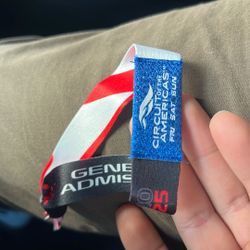 CIRCUIT
OF THE
AMERICAS
FRI SAT SUN
GENE
ADMIS
25